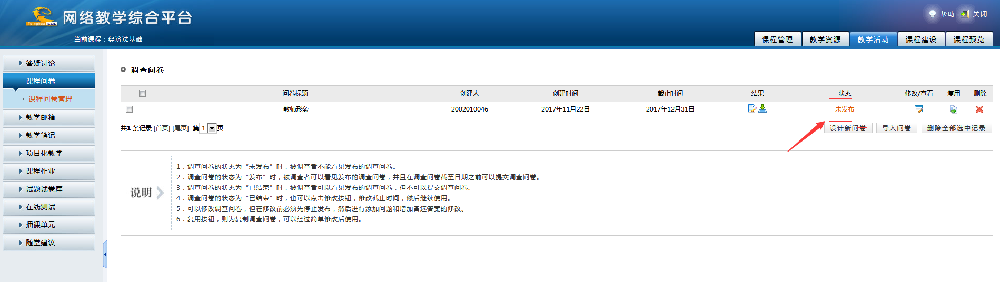 网络教学综合平台
TsinghuaEOL
帮助 关闭
当前课程：经济法基础
课程管理 教学资源 教学活动 课程建设 课程预览
答疑讨论
课程问卷
课程问卷管理
教学邮箱
教学笔记
项目化教学
课程作业
试题试卷库
在线测试
播课单元
随堂建议
调查问卷
问卷标题 创建人 创建时间 截止时间 结果 状态 修改/查看 复用 删除
教师形象 2002010046 2017年11月22日 2017年12月31日 未发布
共1 条记录 [首页] [尾页] 第 1 页
设计新问卷 导入问卷 删除全部选中记录
说明
1．调查问卷的状态为“未发布”时，被调查者不能看见发布的调查问卷。
2．调查问卷的状态为“发布”时，被调查者可以看见发布的调查问卷，并且在调查问卷截至日期之前可以提交调查问卷。
3．调查问卷的状态为“已结束”时，被调查者可以看见发布的调查问卷，但不可以提交调查问卷。
4．调查问卷的状态为“已结束”时，也可以点击修改按钮，修改截止时间，然后继续使用。
5．可以修改调查问卷，但在修改前必须先停止发布，然后进行添加问题和增加备选答案的修改。
6．复用按钮，则为复制调查问卷，可以经过简单修改后使用。